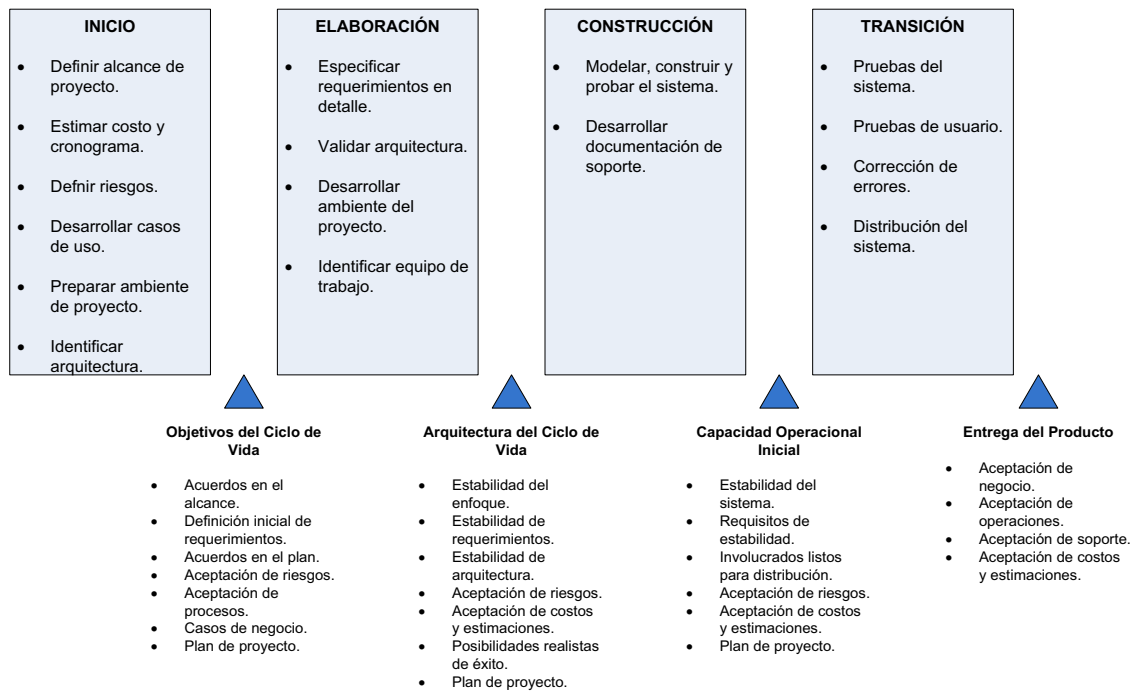 INICIO
• Definir alcance de
proyecto.
• Estimar costo y
cronograma.
• Defnir riesgos.
• Desarrollar casos
de uso.
• Preparar ambiente
de proyecto.
• Identificar
arquitectura.
ELABORACIÓN
• Especificar
requerimientos en
detalle.
• Validar arquitectura.
• Desarrollar
ambiente del
proyecto.
• Identificar equipo de
trabajo.
CONSTRUCCIÓN
• Modelar, construir y
probar el sistema.
• Desarrollar
documentación de
soporte.
TRANSICIÓN
• Pruebas del
sistema.
• Pruebas de usuario.
• Corrección de
errores.
• Distribución del
sistema.
Objetivos del Ciclo de
Vida
• Acuerdos en el
alcance.
• Definición inicial de
requerimientos.
• Acuerdos en el plan.
• Aceptación de riesgos.
• Aceptación de
procesos.
• Casos de negocio.
• Plan de proyecto.
Arquitectura del Ciclo de
Vida
• Estabilidad del
enfoque.
• Estabilidad de
requerimientos.
• Estabilidad de
arquitectura.
• Aceptación de riesgos.
• Aceptación de costos
y estimaciones.
• Posibilidades realistas
de éxito.
• Plan de proyecto.
Capacidad Operacional
Inicial
• Estabilidad del
sistema.
• Requisitos de
estabilidad.
• Involucrados listos
para distribución.
• Aceptación de riesgos.
• Aceptación de costos
y estimaciones.
• Plan de proyecto.
Entrega del Producto
• Aceptación de
negocio.
• Aceptación de
operaciones.
• Aceptación de soporte.
• Aceptación de costos
y estimaciones.